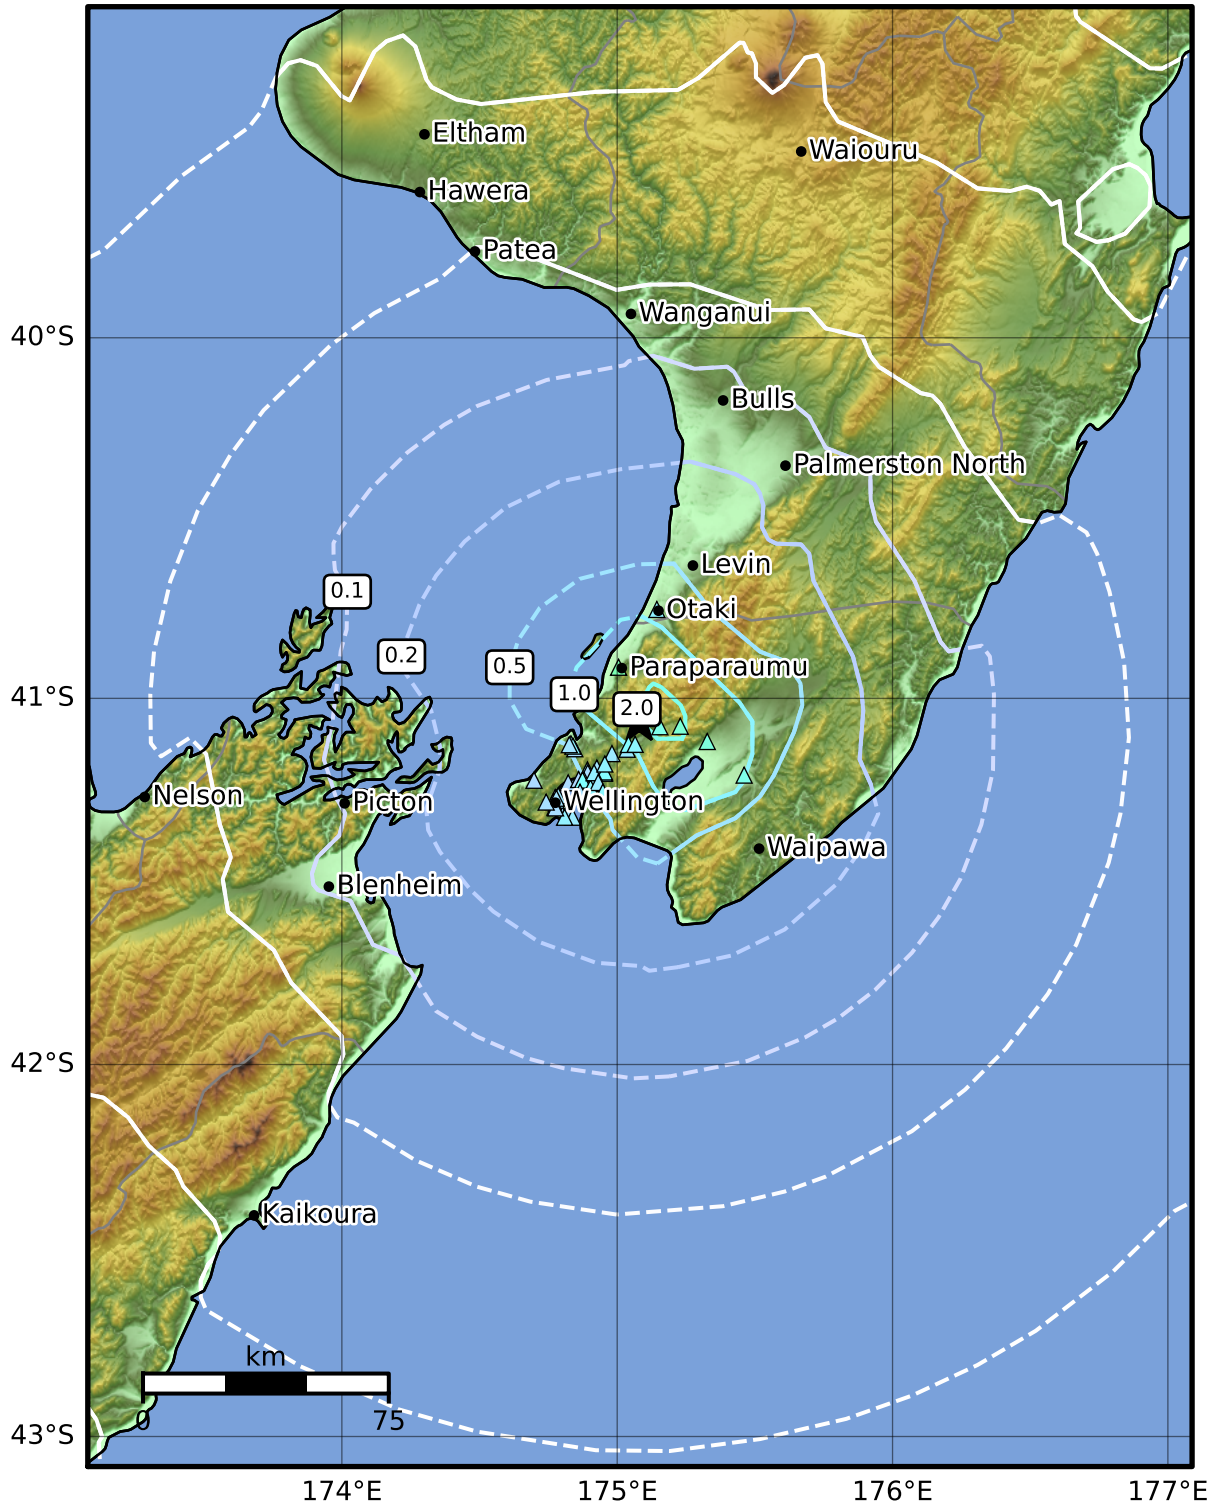 Eltham
Waiouru
Hawera
Patea
Wanganui
40°S
Bulls
Palmerston North
Levin
0.1
Otaki
0.2
0.5
Paraparaumu
1.0
41°S
2.0
Nelson
Picton
Wellington
Waipawa
Blenheim
42°S
Kaikoura
km
0 75
43°S
174°E 175°E 176°E 177°E